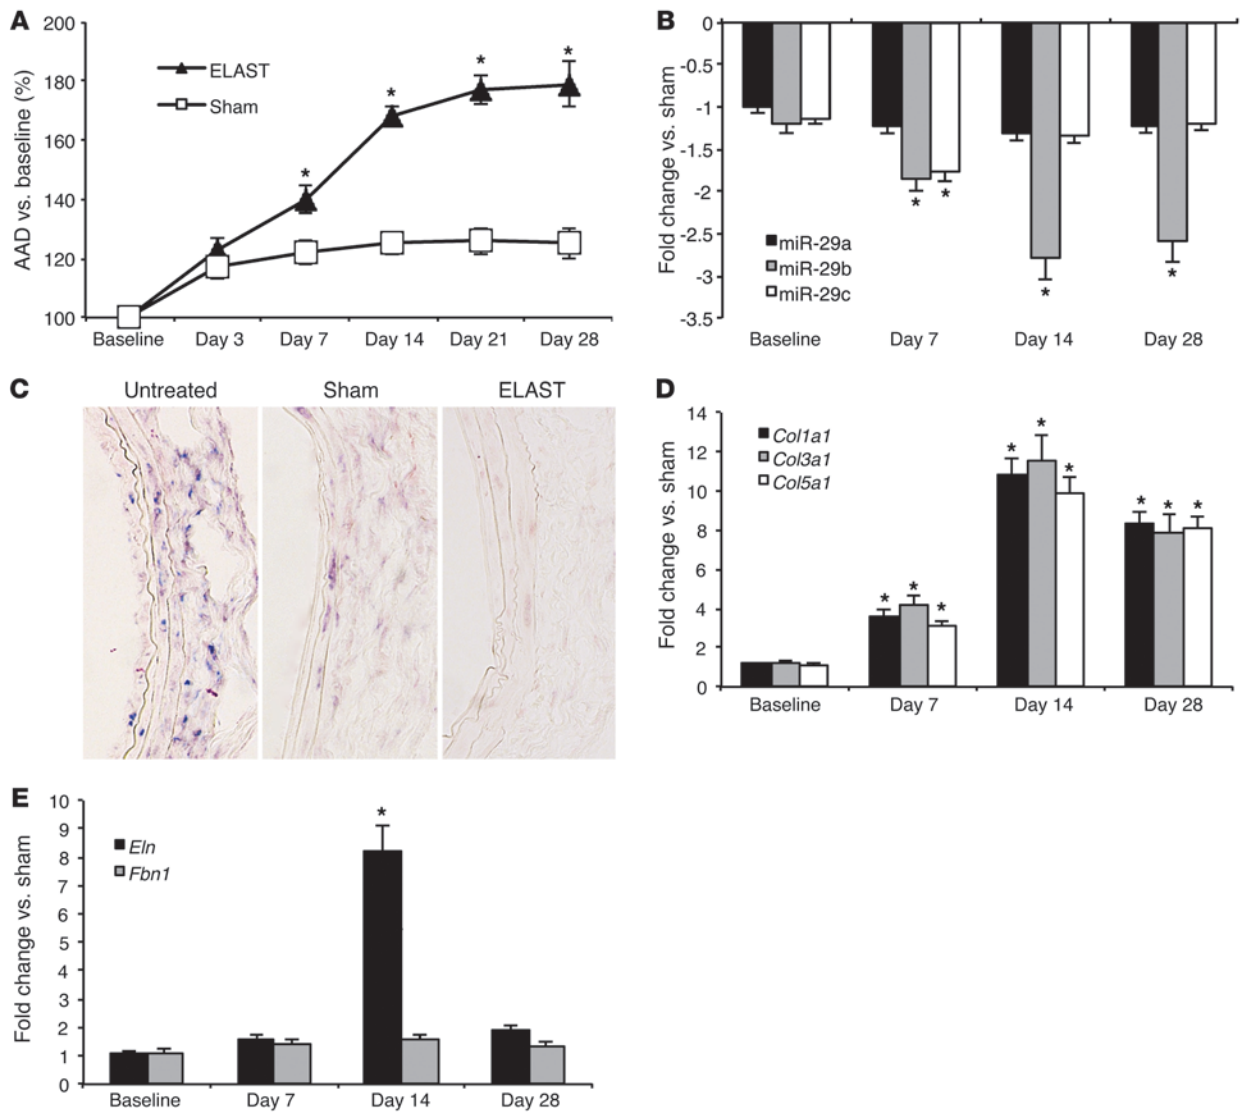 A
AAD vs. baseline (%)
200
180
160
140
120
100
ELAST
Sham
*
*
*
*
Baseline Day 3 Day 7 Day 14 Day 21 Day 28
B
Fold change vs. sham
0
-0.5
-1
-1.5
-2
-2.5
-3
-3.5
miR-29a
miR-29b
miR-29c
* *
*
*
Baseline Day 7 Day 14 Day 28
C
Untreated Sham ELAST
D
Fold change vs. sham
14
12
10
8
6
4
2
0
Col1a1
Col3a1
Col5a1
* * *
* * *
* * *
Baseline Day 7 Day 14 Day 28
E
Fold change vs. sham
10
9
8
7
6
5
4
3
2
1
0
Eln
Fbn1
*
Baseline Day 7 Day 14 Day 28